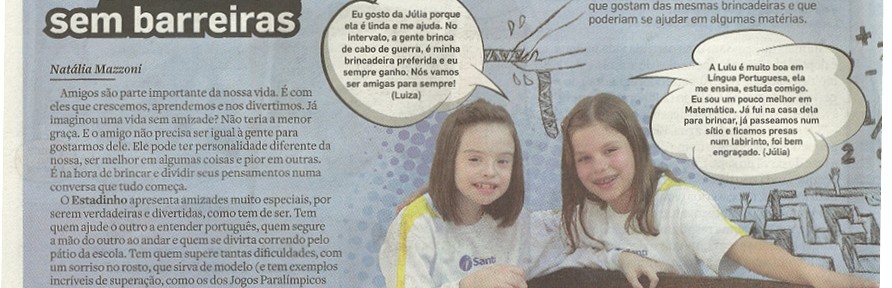 sem barreiras
Natália Mazzoni
Amigos são parte importante da nossa vida. É com
eles que crescemos, aprendemos e nos divertimos. Já
imaginou uma vida sem amizade? Não teria a menor
graça. E o amigo não precisa ser igual à gente para
gostarmos dele. Ele pode ter personalidade diferente da
nossa, ser melhor em algumas coisas e pior em outras.
É na hora de brincar e dividir seus pensamentos numa
conversa que tudo começa.
O Estadinho apresenta amizades muito especiais, por
serem verdadeiras e divertidas, como tem de ser. Tem
quem ajude o outro a entender português, quem segure
a mão do outro ao andar e quem se divirta correndo pelo
pátio da escola. Tem quem supere tantas dificuldades, com
um sorriso no rosto, que sirva de modelo (e tem exemplos
incríveis de superação, como os dos Jogos Paralímpicos
Eu gosto da Júlia porque
ela é linda e me ajuda. No
intervalo, a gente brinca
de cabo de guerra, é minha
brincadeira preferida e eu
sempre ganho. Nós vamos
ser amigas para sempre!
(Luiza)
que gostam das mesmas brincadeiras e que
poderiam se ajudar em algumas matérias.
A Lulu é muito boa em
Língua Portuguesa, ela
me ensina, estuda comigo.
Eu sou um pouco melhor em
Matemática. Já fui na casa dela
para brincar, já passeamos num
sítio e ficamos presas
num labirinto, foi bem
engraçado. (Júlia)
Santi